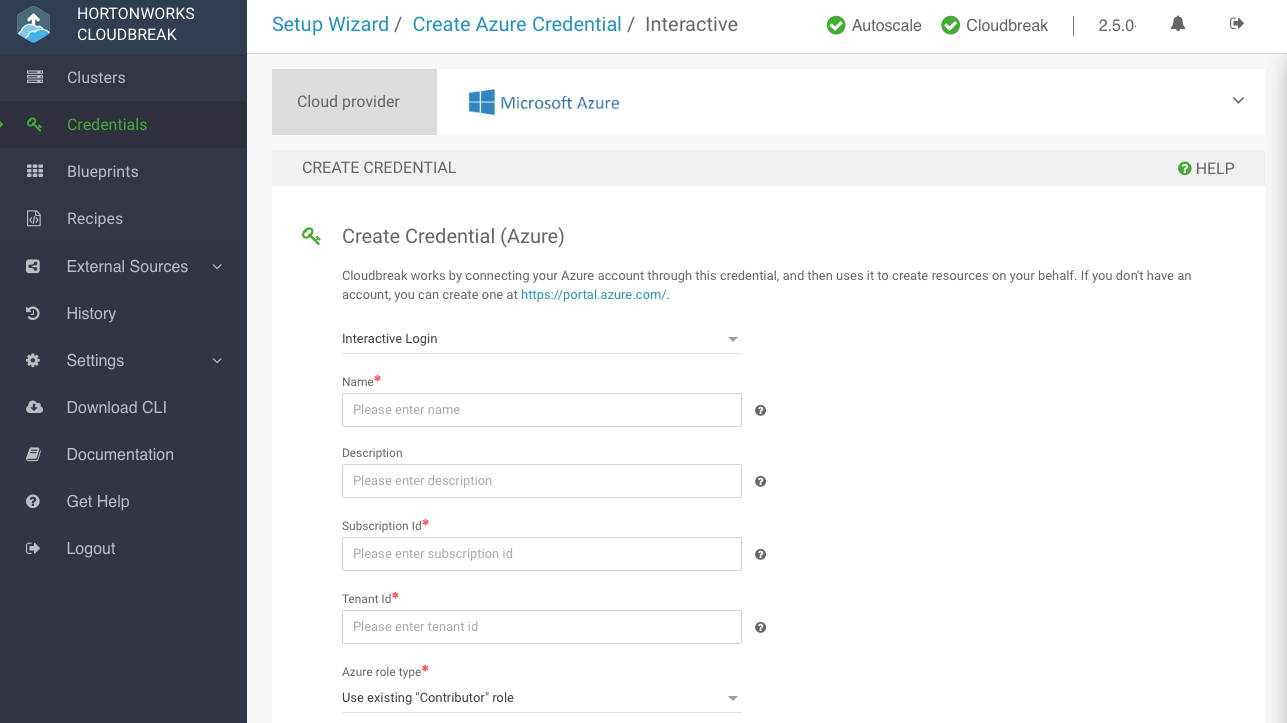 HORTONWORKS
CLOUDBREAK
Clusters
Credentials
Blueprints
Recipes
External Sources
History
Settings
Download CLI
Documentation
Get Help
Logout
Setup Wizard / Create Azure Credential / Interactive
Autoscale
Cloudbreak
2.5.0-
Cloud provider
Microsoft Azure
CREATE CREDENTIAL
HELP
Create Credential (Azure)
Cloudbreak works by connecting your Azure account through this credential, and then uses it to create resources on your behalf. If you don't have an
account, you can create one at https://portal.azure.com/.
Interactive Login
Name*
Please enter name
Description
Please enter description
Subscription Id*
Please enter subscription id
Tenant Id*
Please enter tenant id
Azure role type*
Use existing "Contributor" role